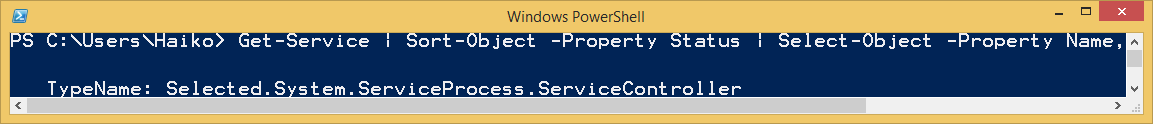 Windows PowerShell
PS C:\Users\Haiko> Get-Service | Sort-Object -Property Status | Select-Object -Property Name,
TypeName: Selected.System.ServiceProcess.ServiceController